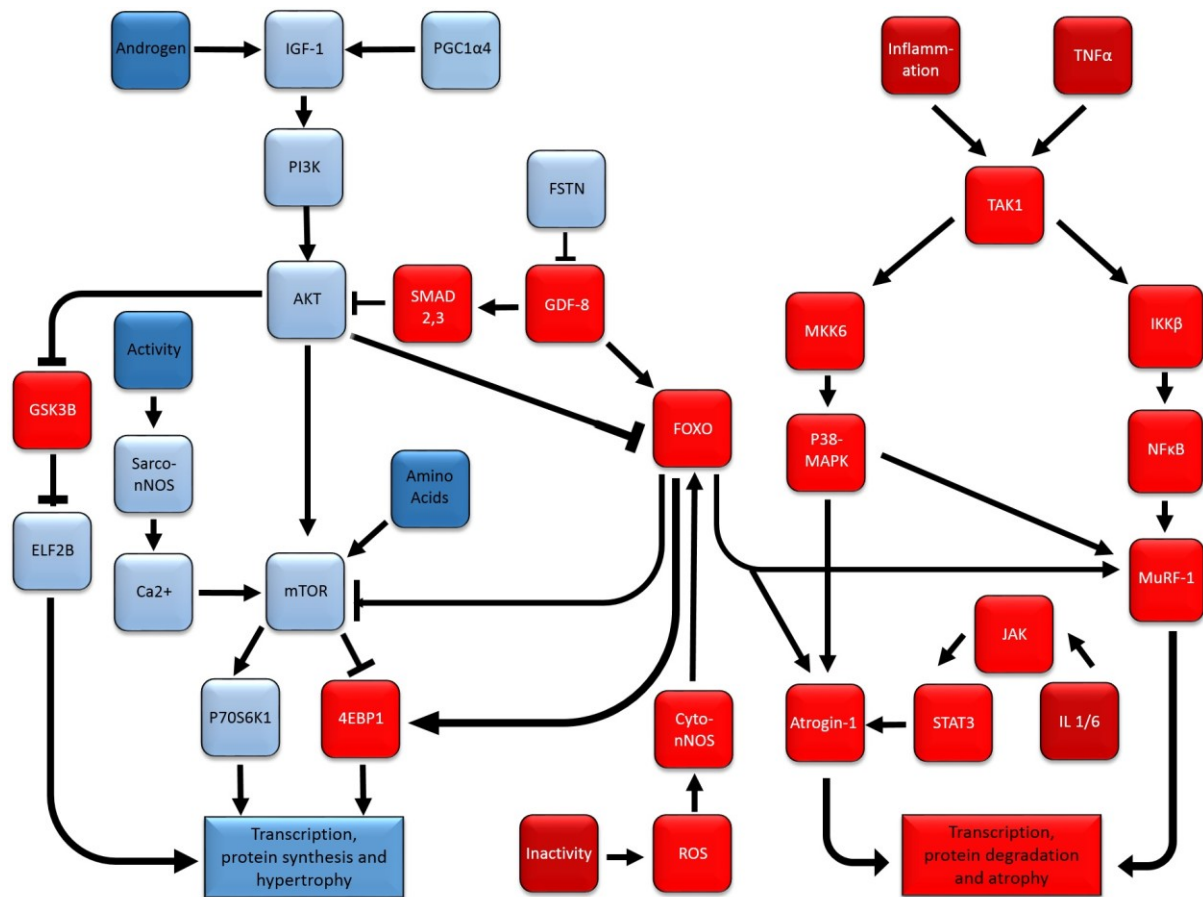 Androgen
IGF-1
PGC1α4
Inflamm-
ation
TNFα
PI3K
FSTN
TAK1
AKT
SMAD
2,3
GDF-8
MKK6
IKKβ
Activity
GSK3B
FOXO
P38-
MAPK
NFκB
Sarco-
nNOS
Amino
Acids
ELF2B
Ca2+
mTOR
MuRF-1
JAK
P70S6K1
4EBP1
Cyto-
nNOS
Atrogin-1
STAT3
IL 1/6
Transcription,
protein synthesis and
hypertrophy
Inactivity
ROS
Transcription,
protein degradation
and atrophy